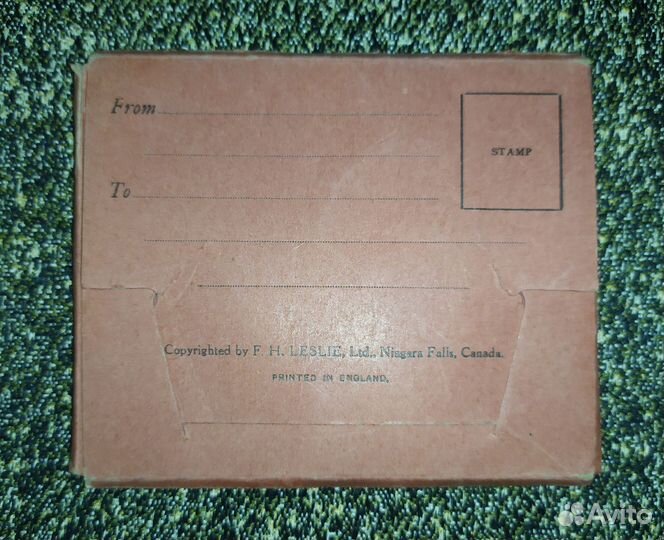 From
STAMP
To
Copyrighted by F. H. LESLIE, Ltd., Niagara Falls, Canada.
PRINTED IN ENGLAND.
Avito